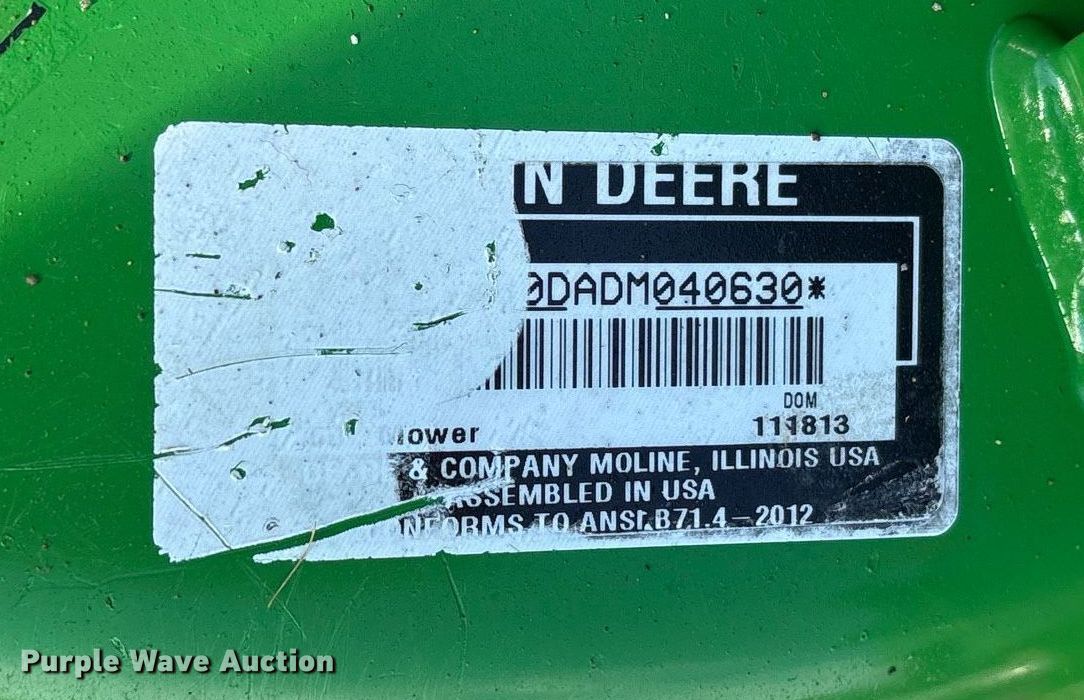 N DEERE
0DADM040630*
DOM
111813
Mower
& COMPANY MOLINE, ILLINOIS USA
ASSEMBLED IN USA
ONFORMS TO ANSI B71.4-2012
Purple Wave Auction